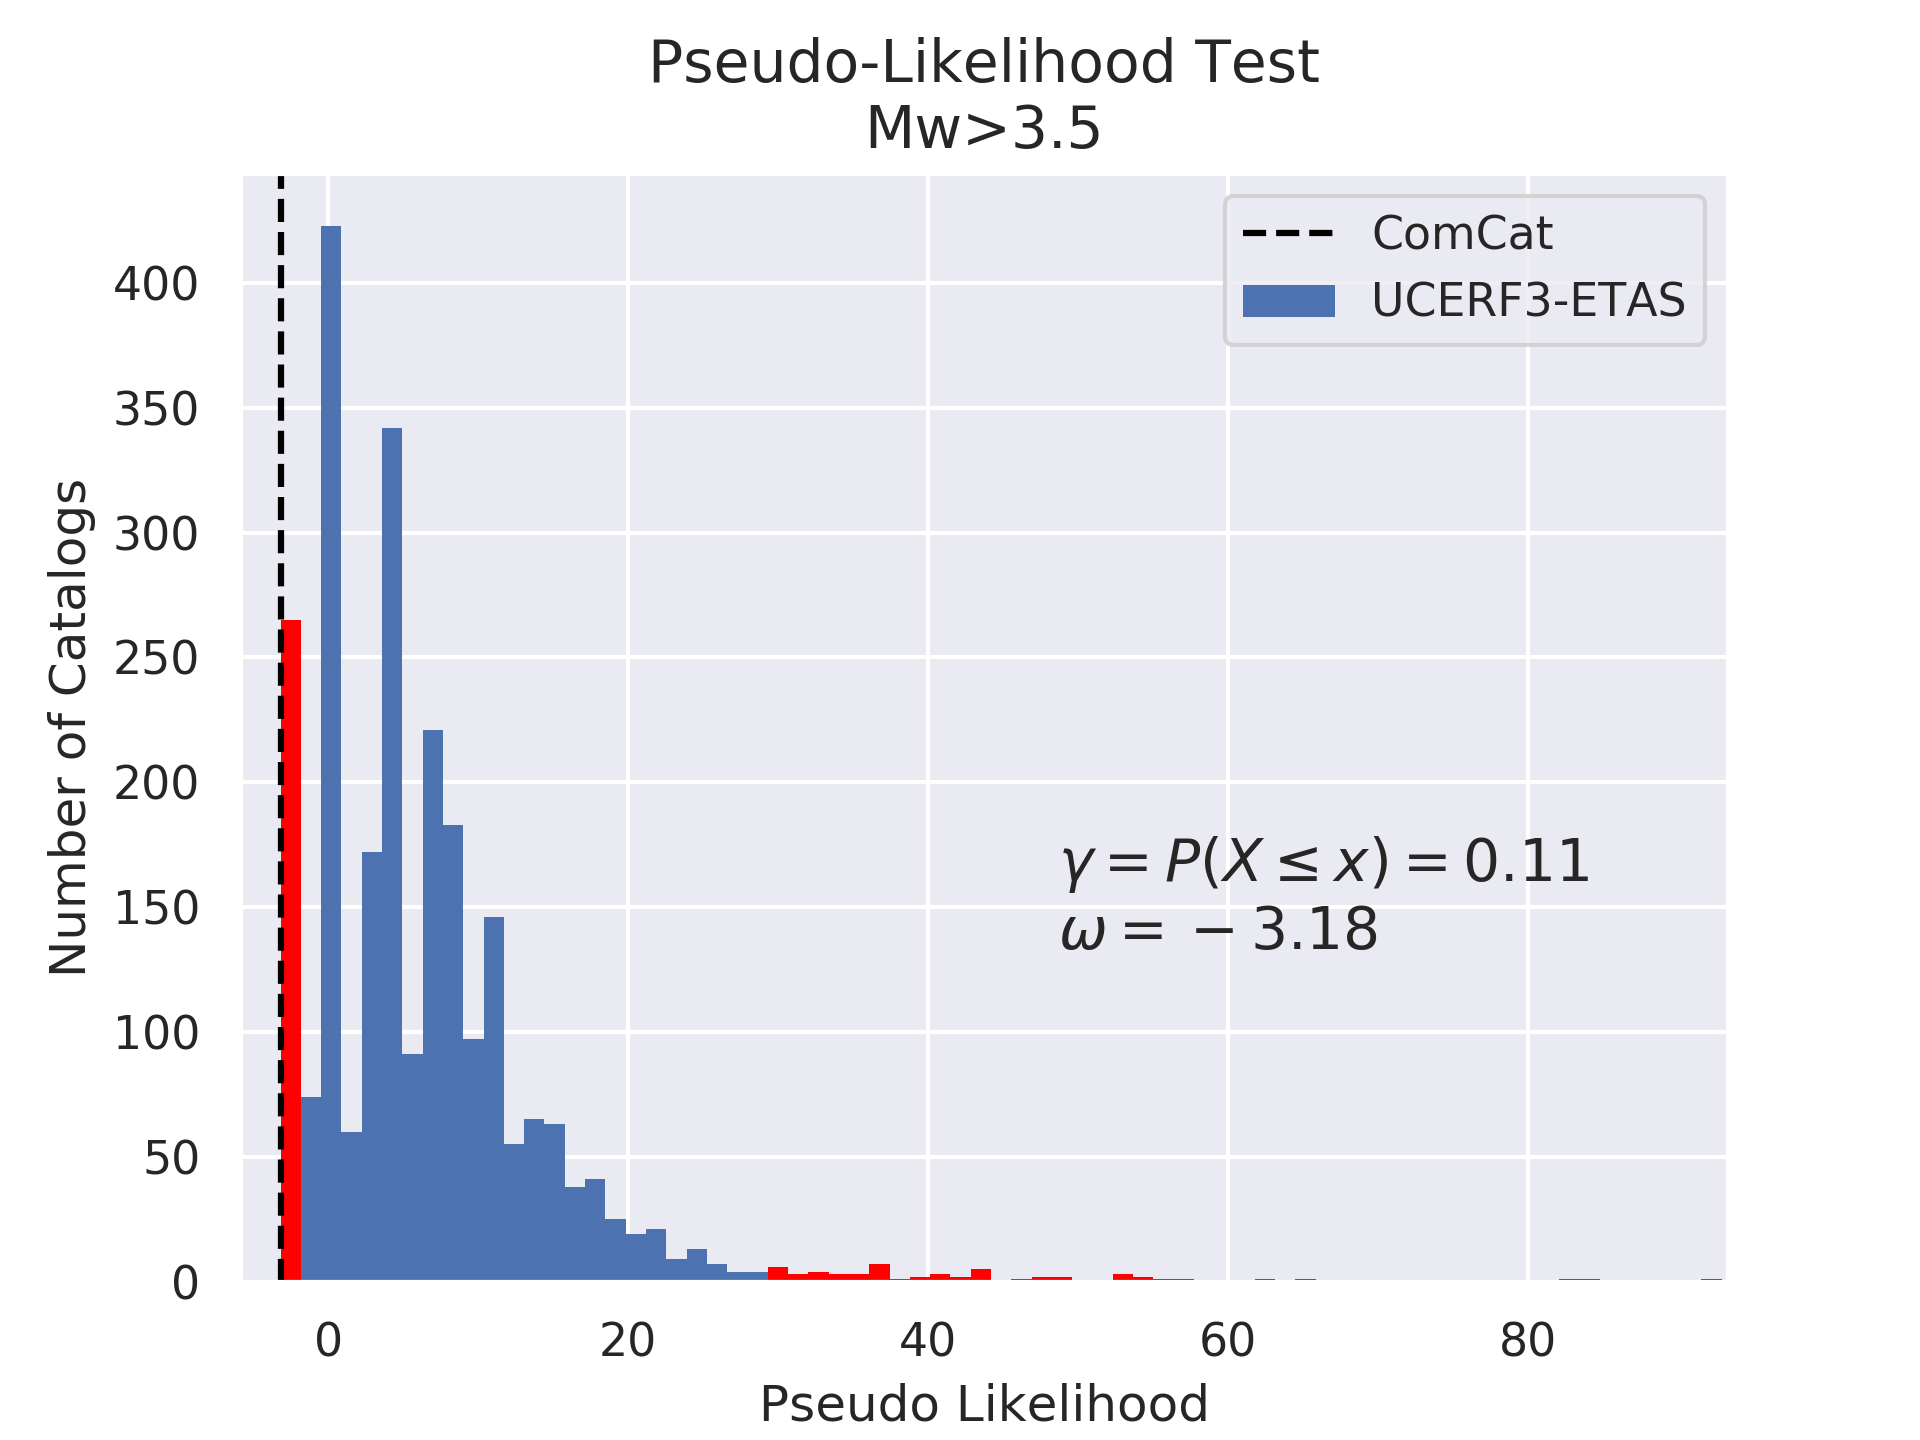 Pseudo-Likelihood Test
Mw>3.5
ComCat
UCERF3-ETAS
400
350
300
250
200
150
100
50
0
Number of Catalogs
γ = P(X ≤ x) = 0.11
ω = −3.18
0 20 40 60 80
Pseudo Likelihood